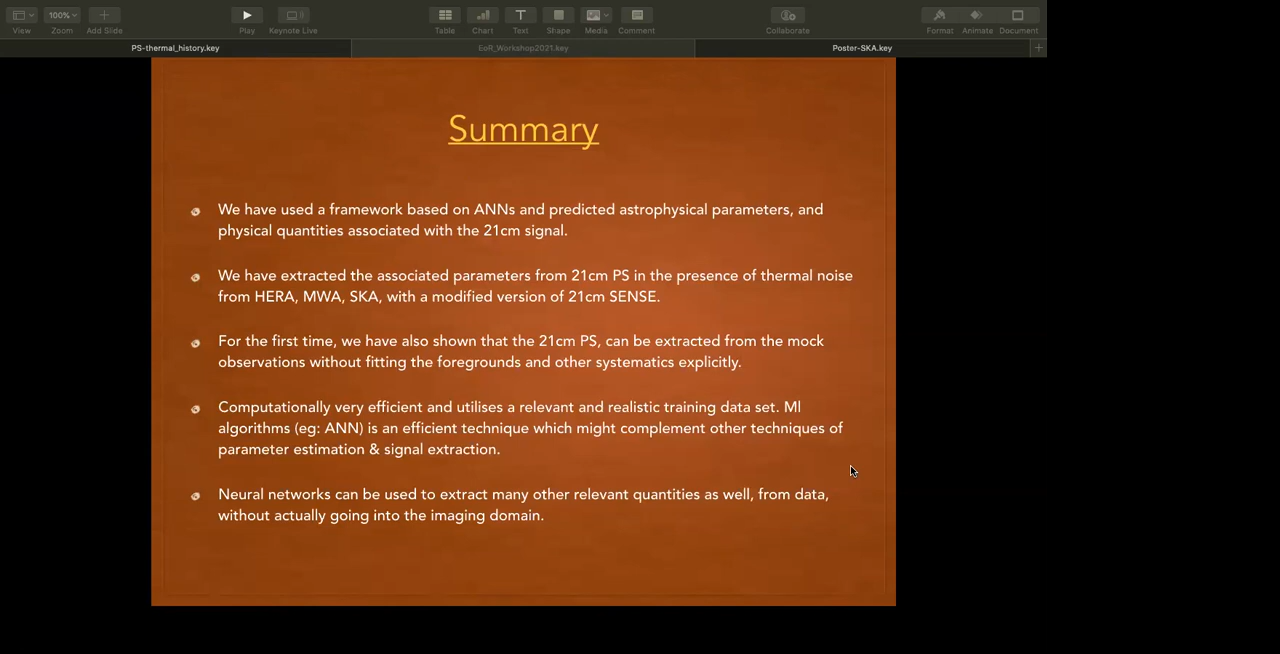 View
100%
Zoom
Add Slide
Play
Keynote Live
Table
Chart
Text
Shape
Media
Comment
Collaborate
Format
Animate
Document
PS-thermal_history.key
EoR_Workshop2021.key
Poster-SKA.key
Summary
We have used a framework based on ANNs and predicted astrophysical parameters, and
physical quantities associated with the 21cm signal.
We have extracted the associated parameters from 21cm PS in the presence of thermal noise
from HERA, MWA, SKA, with a modified version of 21cm SENSE.
For the first time, we have also shown that the 21cm PS, can be extracted from the mock
observations without fitting the foregrounds and other systematics explicitly.
Computationally very efficient and utilises a relevant and realistic training data set. Ml
algorithms (eg: ANN) is an efficient technique which might complement other techniques of
parameter estimation & signal extraction.
Neural networks can be used to extract many other relevant quantities as well, from data,
without actually going into the imaging domain.